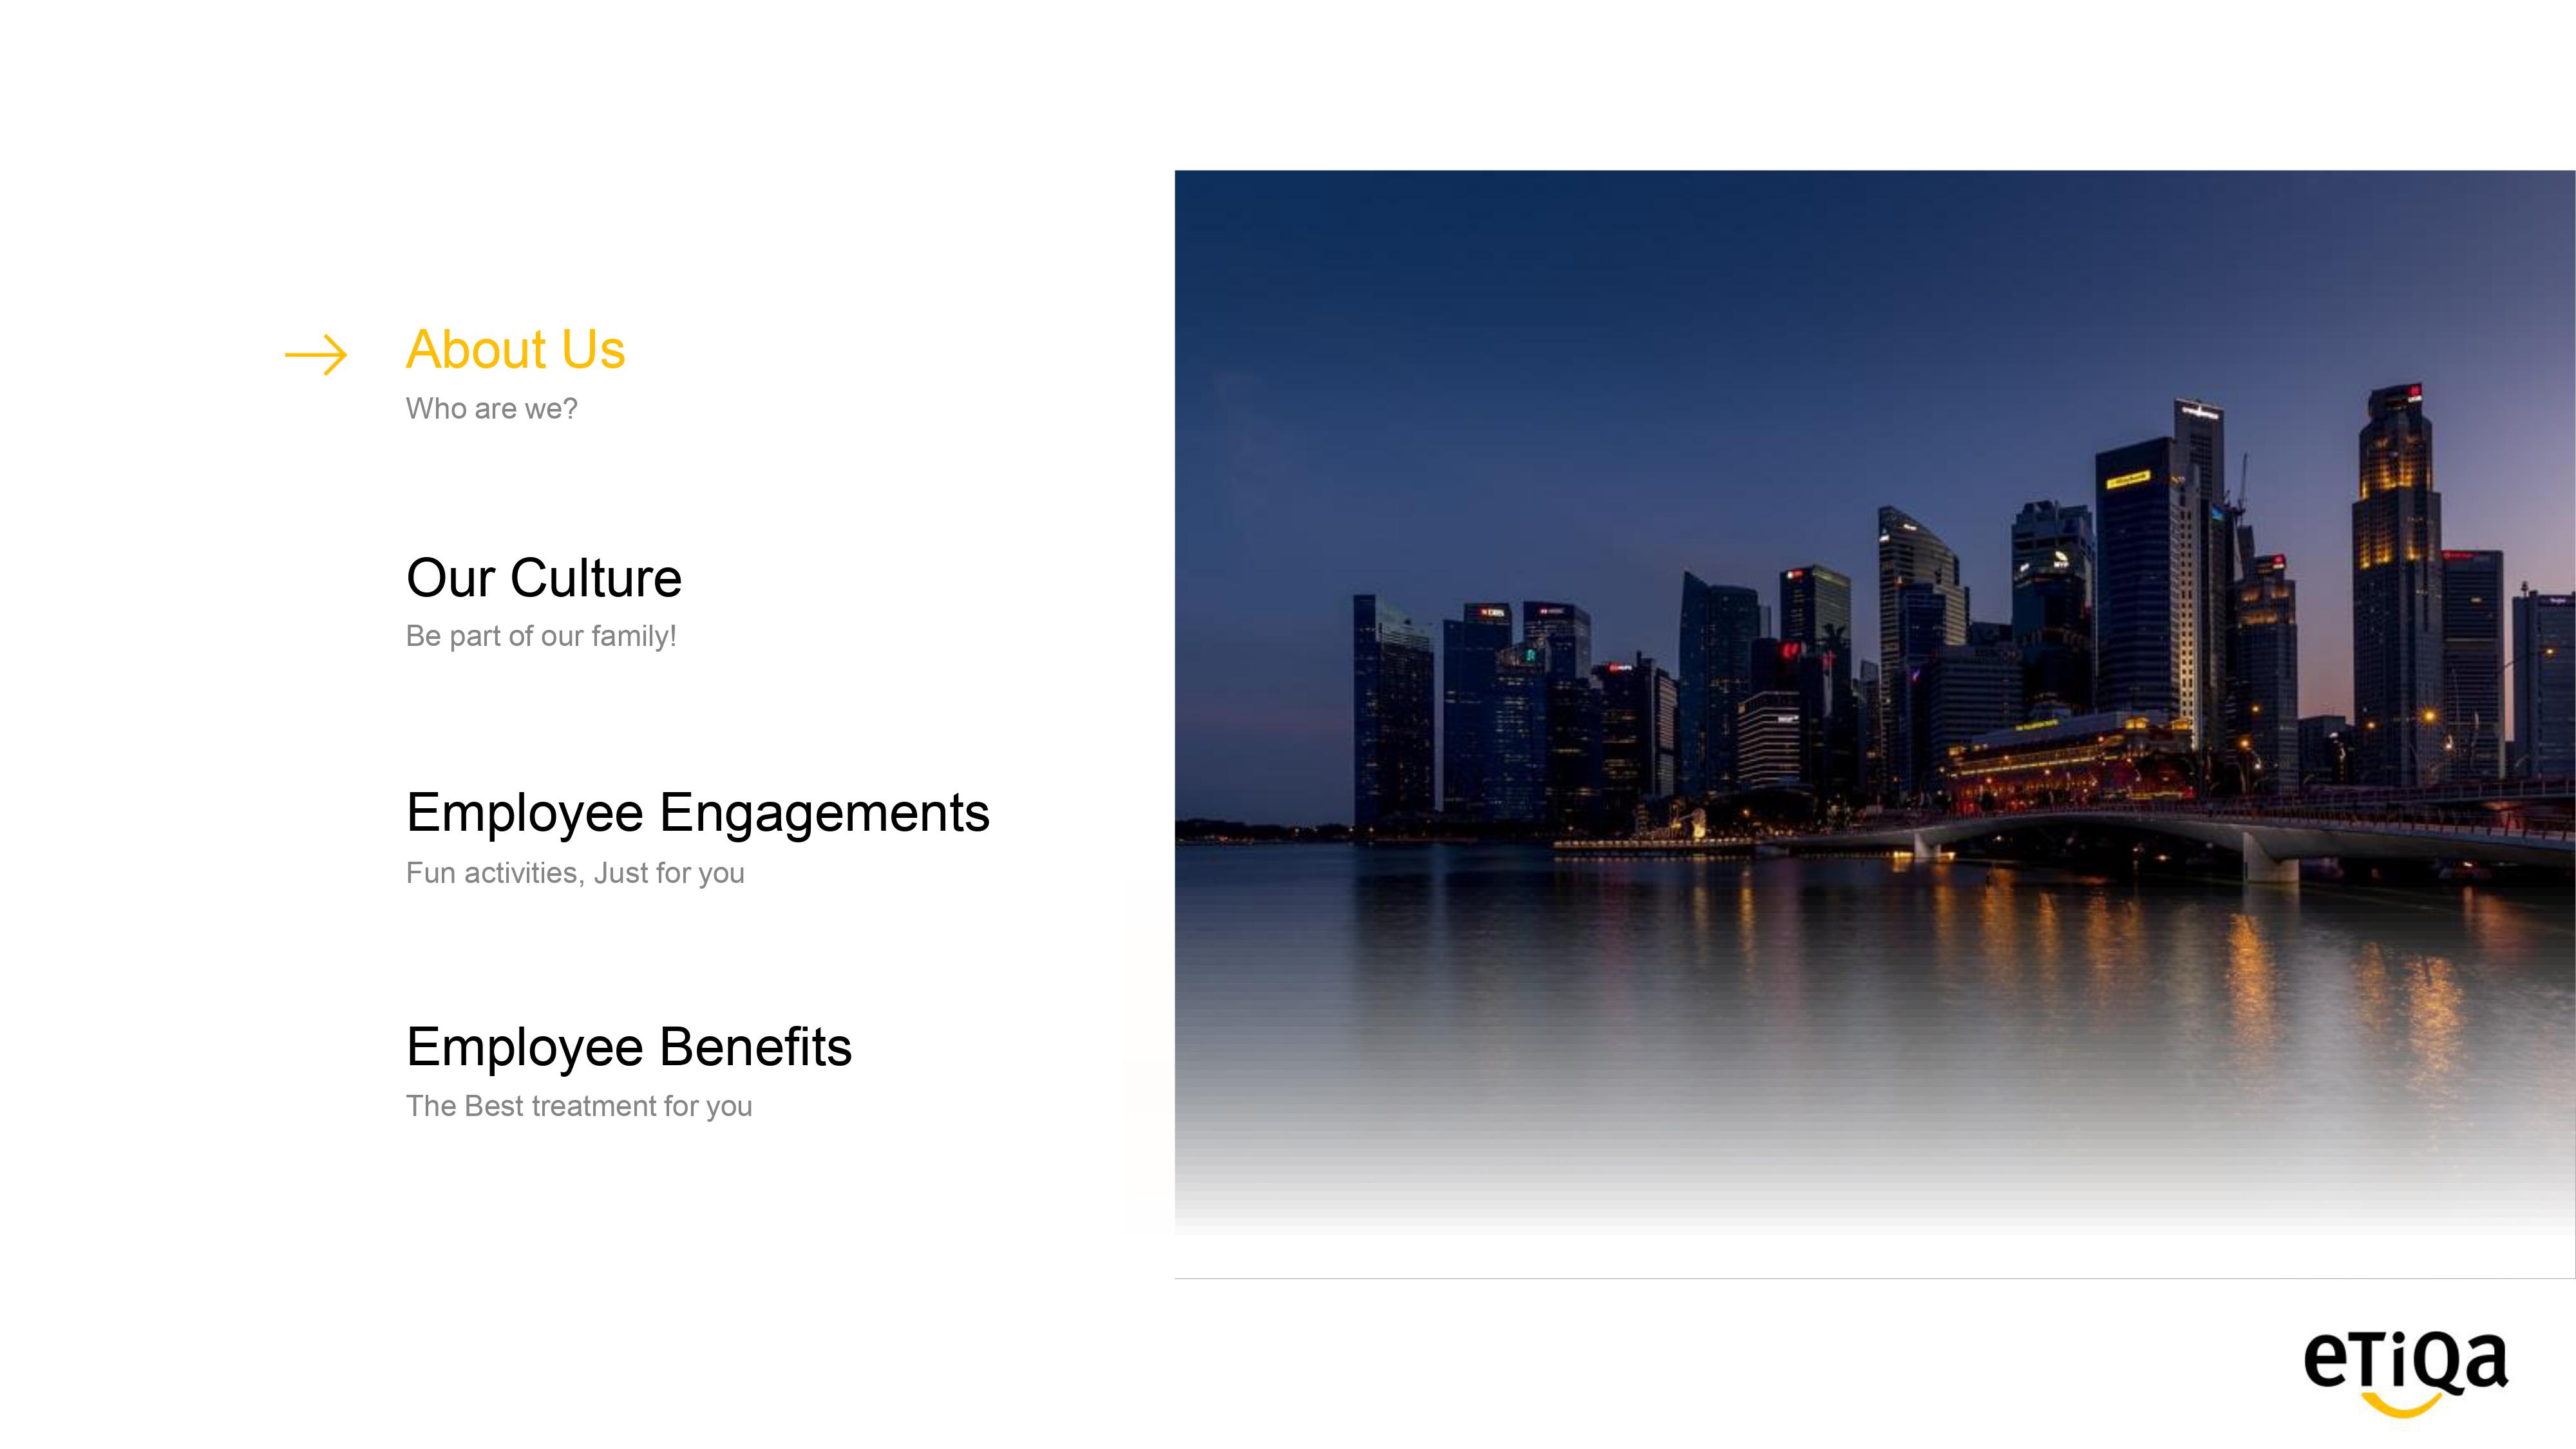 About Us
Who are we?
Our Culture
Be part of our family!
Employee Engagements
Fun activities, Just for you
Employee Benefits
The Best treatment for you
eTiQa